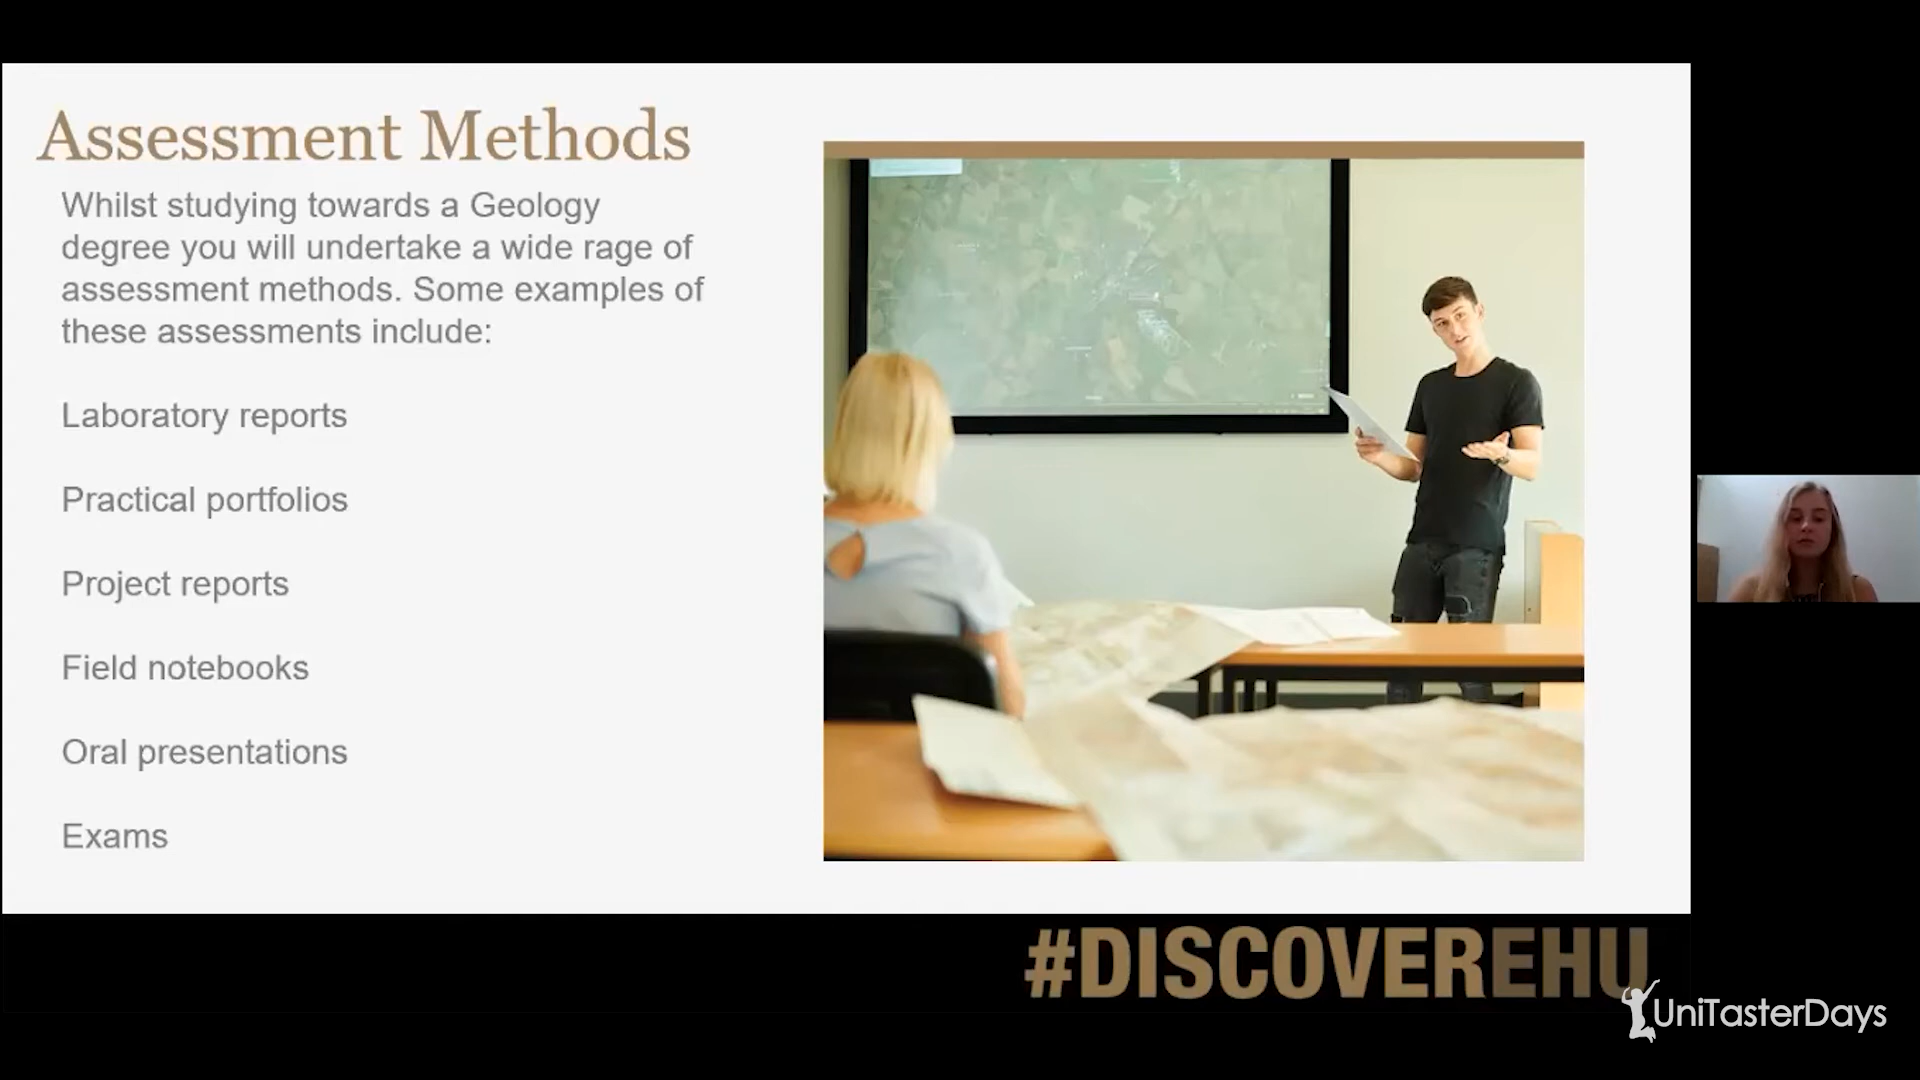 Assessment Methods
Whilst studying towards a Geology
degree you will undertake a wide rage of
assessment methods. Some examples of
these assessments include:
Laboratory reports
Practical portfolios
Project reports
Field notebooks
Oral presentations
Exams
#DISCOVEREHU
UniTasterDays